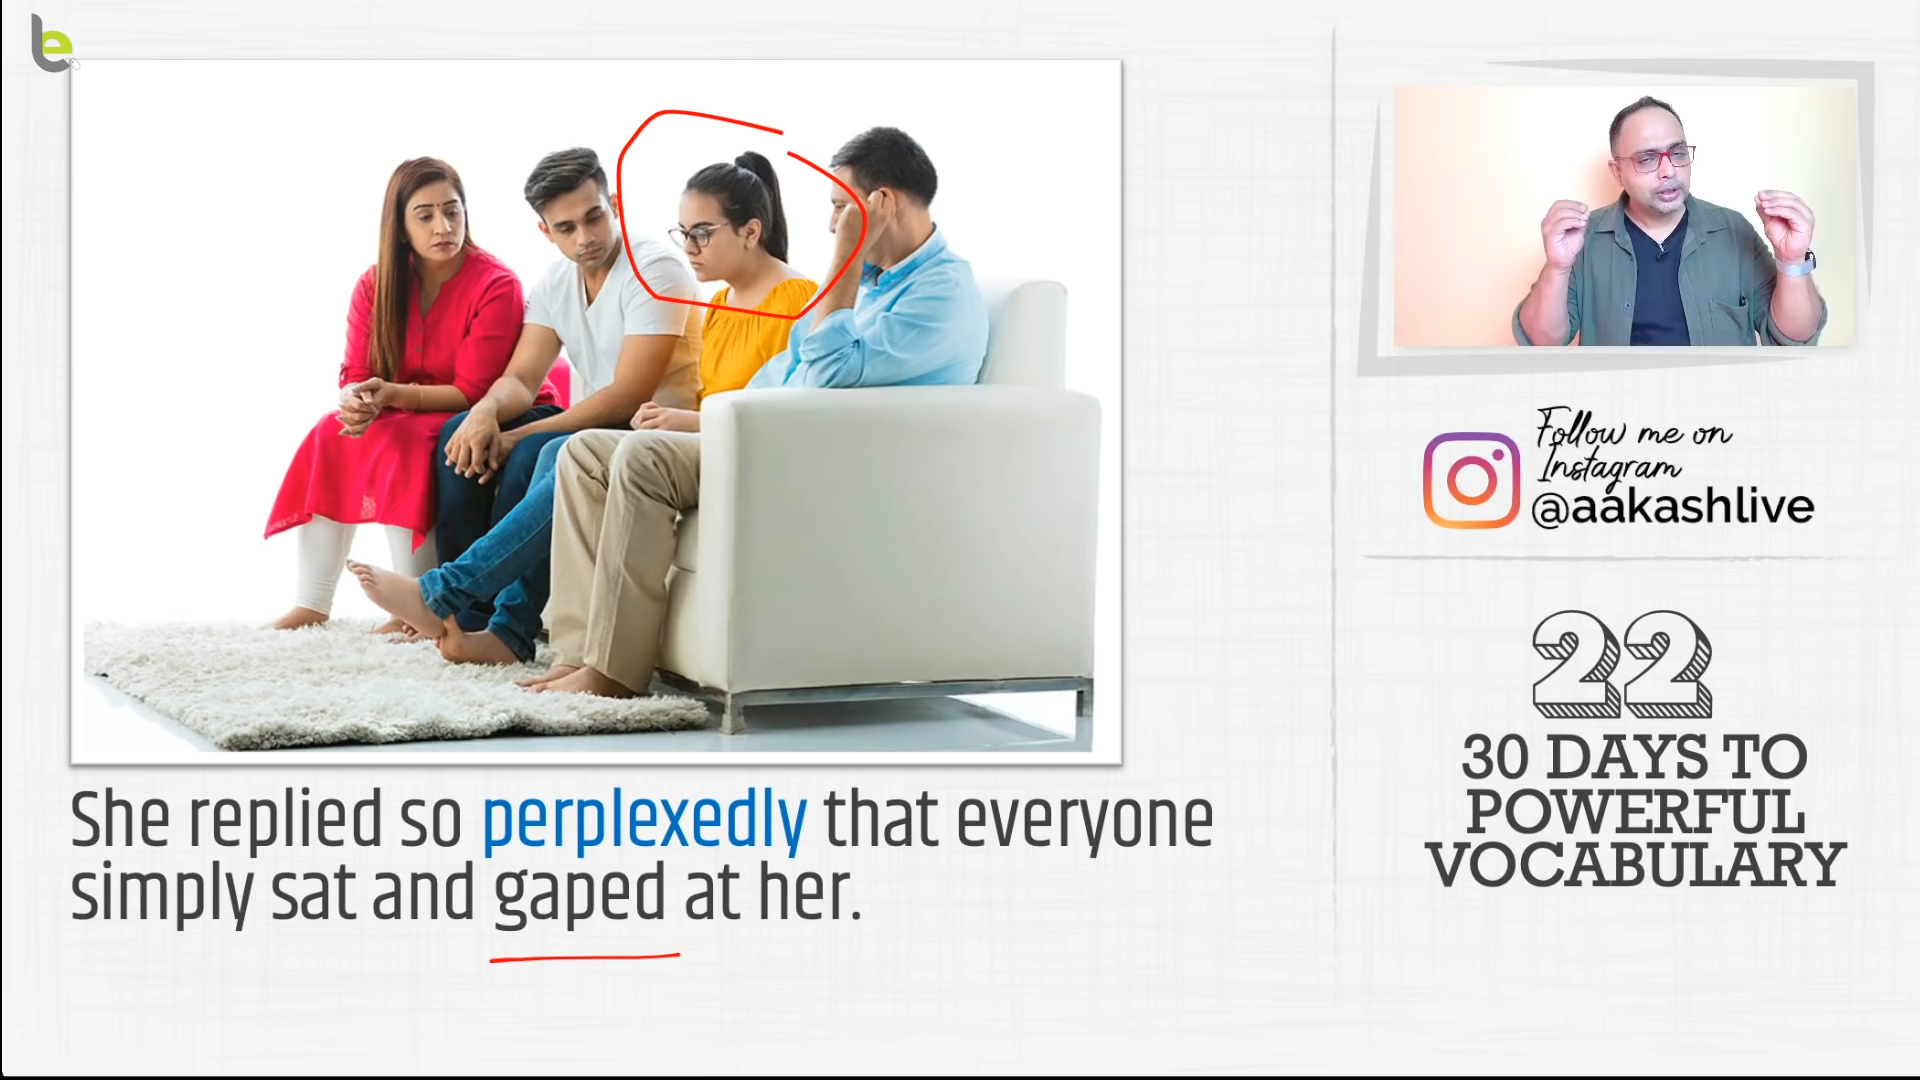 be
She replied so perplexedly that everyone
simply sat and gaped at her.
Follow me on
Instagram
@aakashlive
22
30 DAYS TO
POWERFUL
VOCABULARY